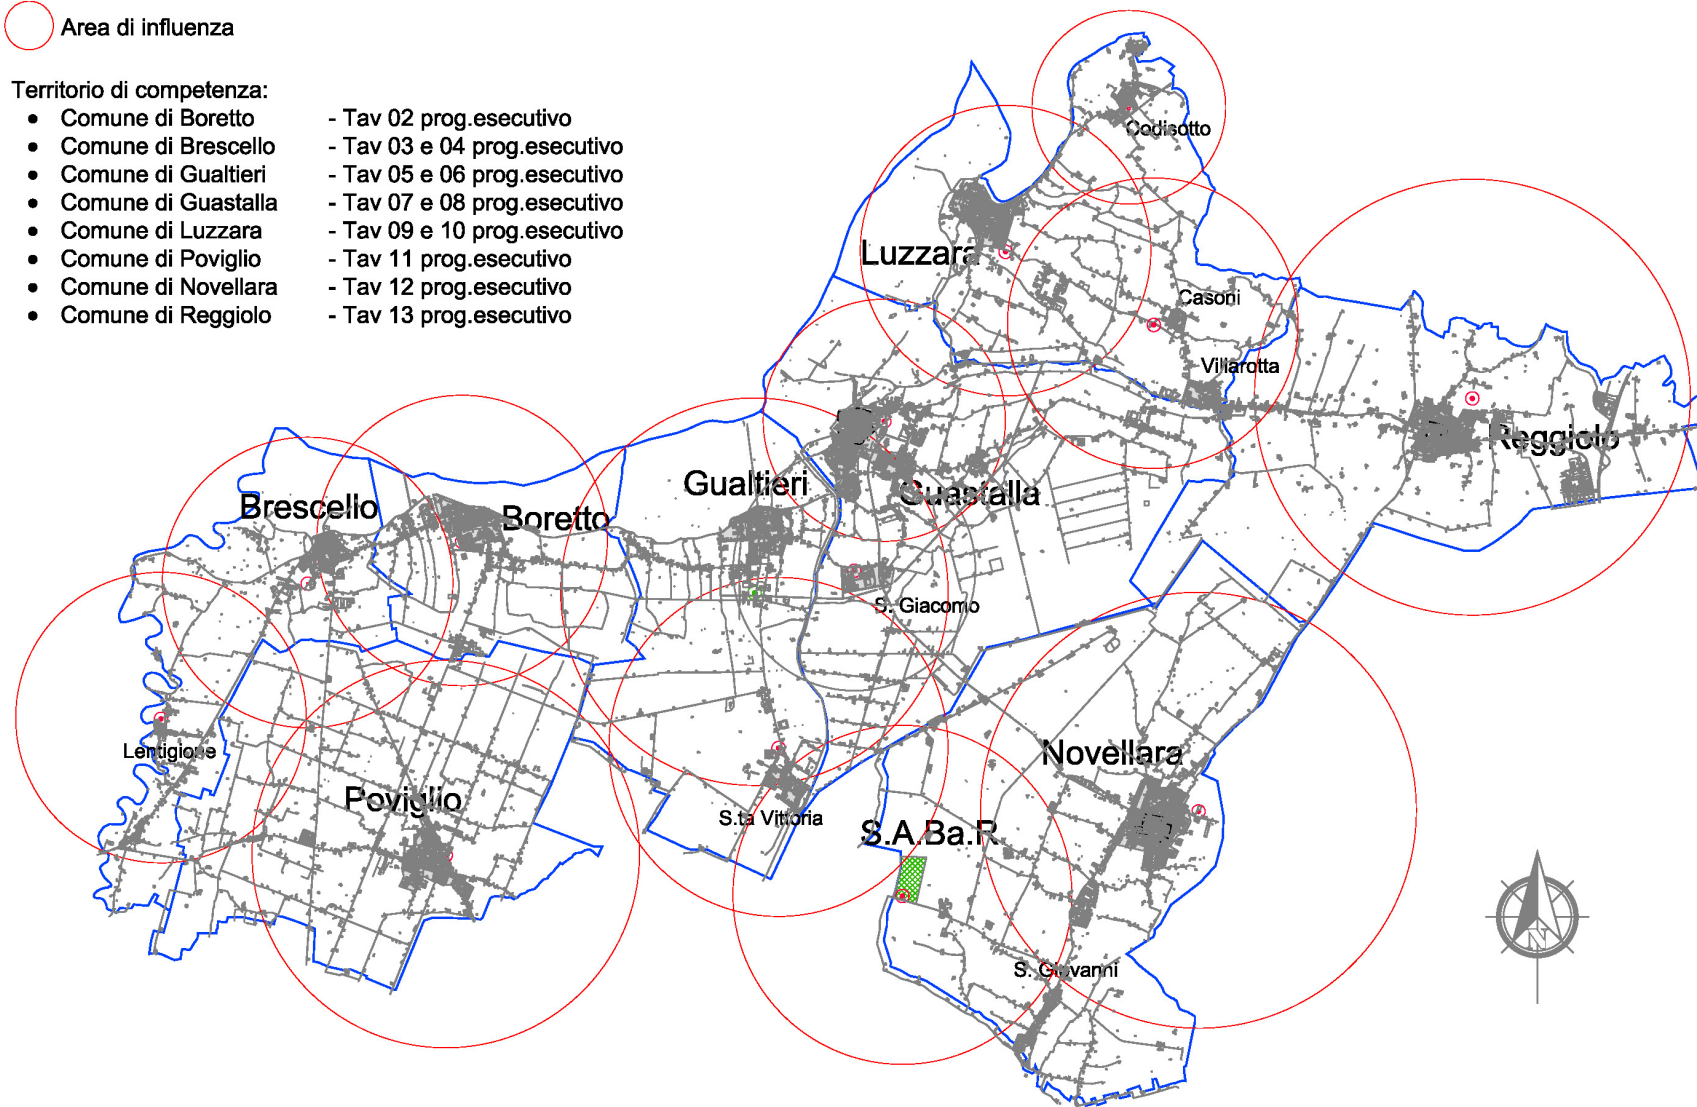 Area di influenza
Territorio di competenza:
• Comune di Boretto - Tav 02 prog.esecutivo
• Comune di Brescello - Tav 03 e 04 prog.esecutivo
• Comune di Gualtieri - Tav 05 e 06 prog.esecutivo
• Comune di Guastalla - Tav 07 e 08 prog.esecutivo
• Comune di Luzzara - Tav 09 e 10 prog.esecutivo
• Comune di Poviglio - Tav 11 prog.esecutivo
• Comune di Novellara - Tav 12 prog.esecutivo
• Comune di Reggiolo - Tav 13 prog.esecutivo
Codisotto
Luzzara
Casoni
Villarotta
Reggiolo
Gualtieri
Guastalla
Brescello
Boretto
S. Giacomo
Lentigione
Novellara
Poviglio
S.ta Vittoria
S.A.Ba.R
S. Giovanni
N